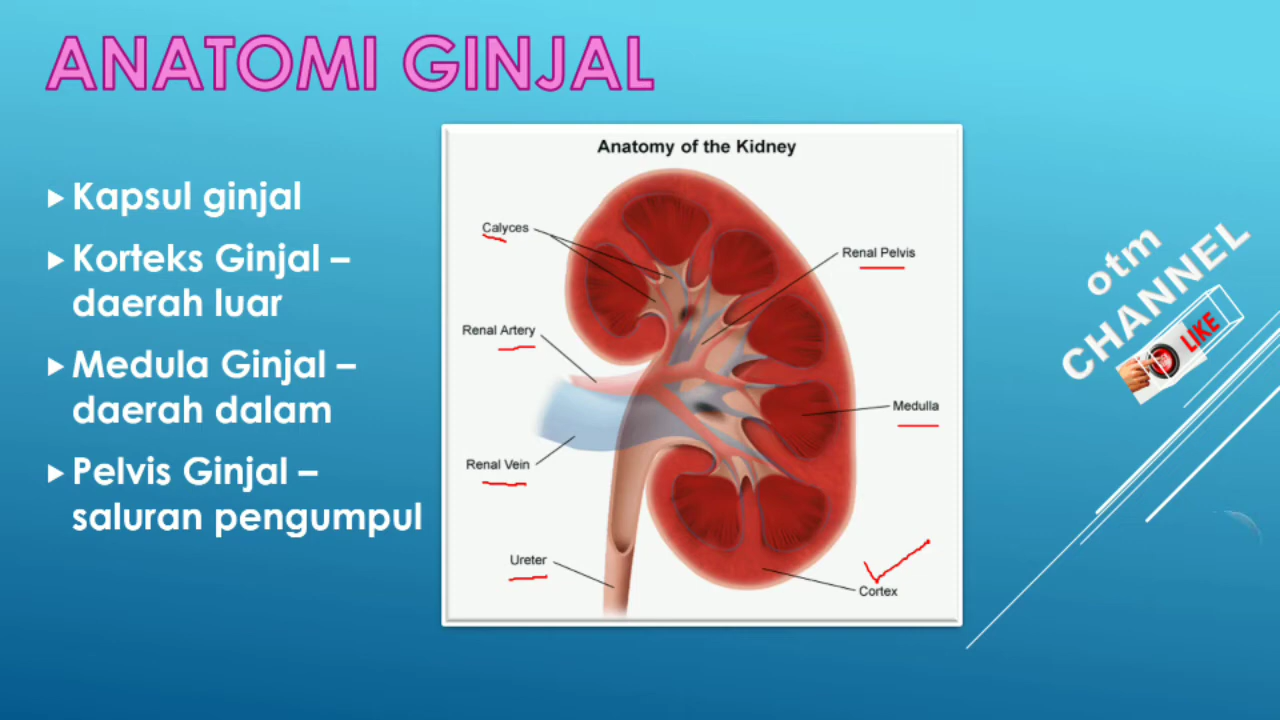 ANATOMI GINJAL
Kapsul ginjal
Korteks Ginjal –
daerah luar
Medula Ginjal –
daerah dalam
Pelvis Ginjal –
saluran pengumpul
Anatomy of the Kidney
Calyces
Renal Pelvis
Renal Artery
Medulla
Renal Vein
Ureter
Cortex
otm
CHANNEL
LIKE